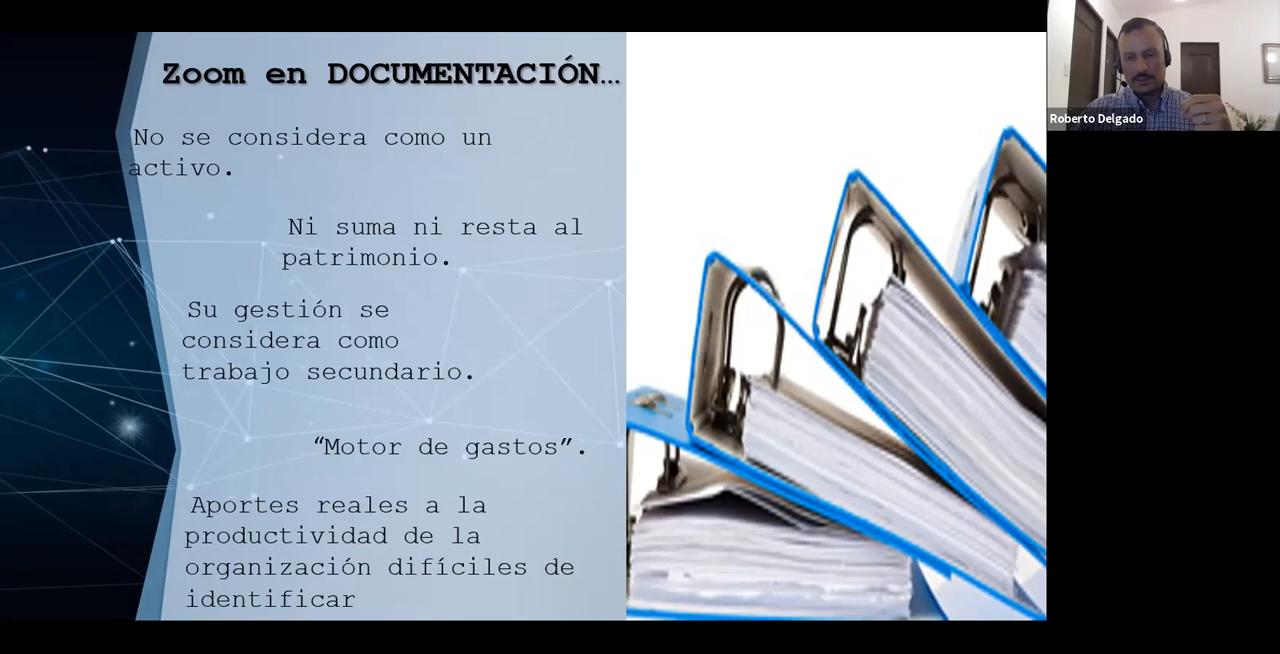 Zoom en DOCUMENTACIÓN…
No se considera como un
activo.
Ni suma ni resta al
patrimonio.
Su gestión se
considera como
trabajo secundario.
“Motor de gastos”.
Aportes reales a la
productividad de la
organización difíciles de
identificar
Roberto Delgado